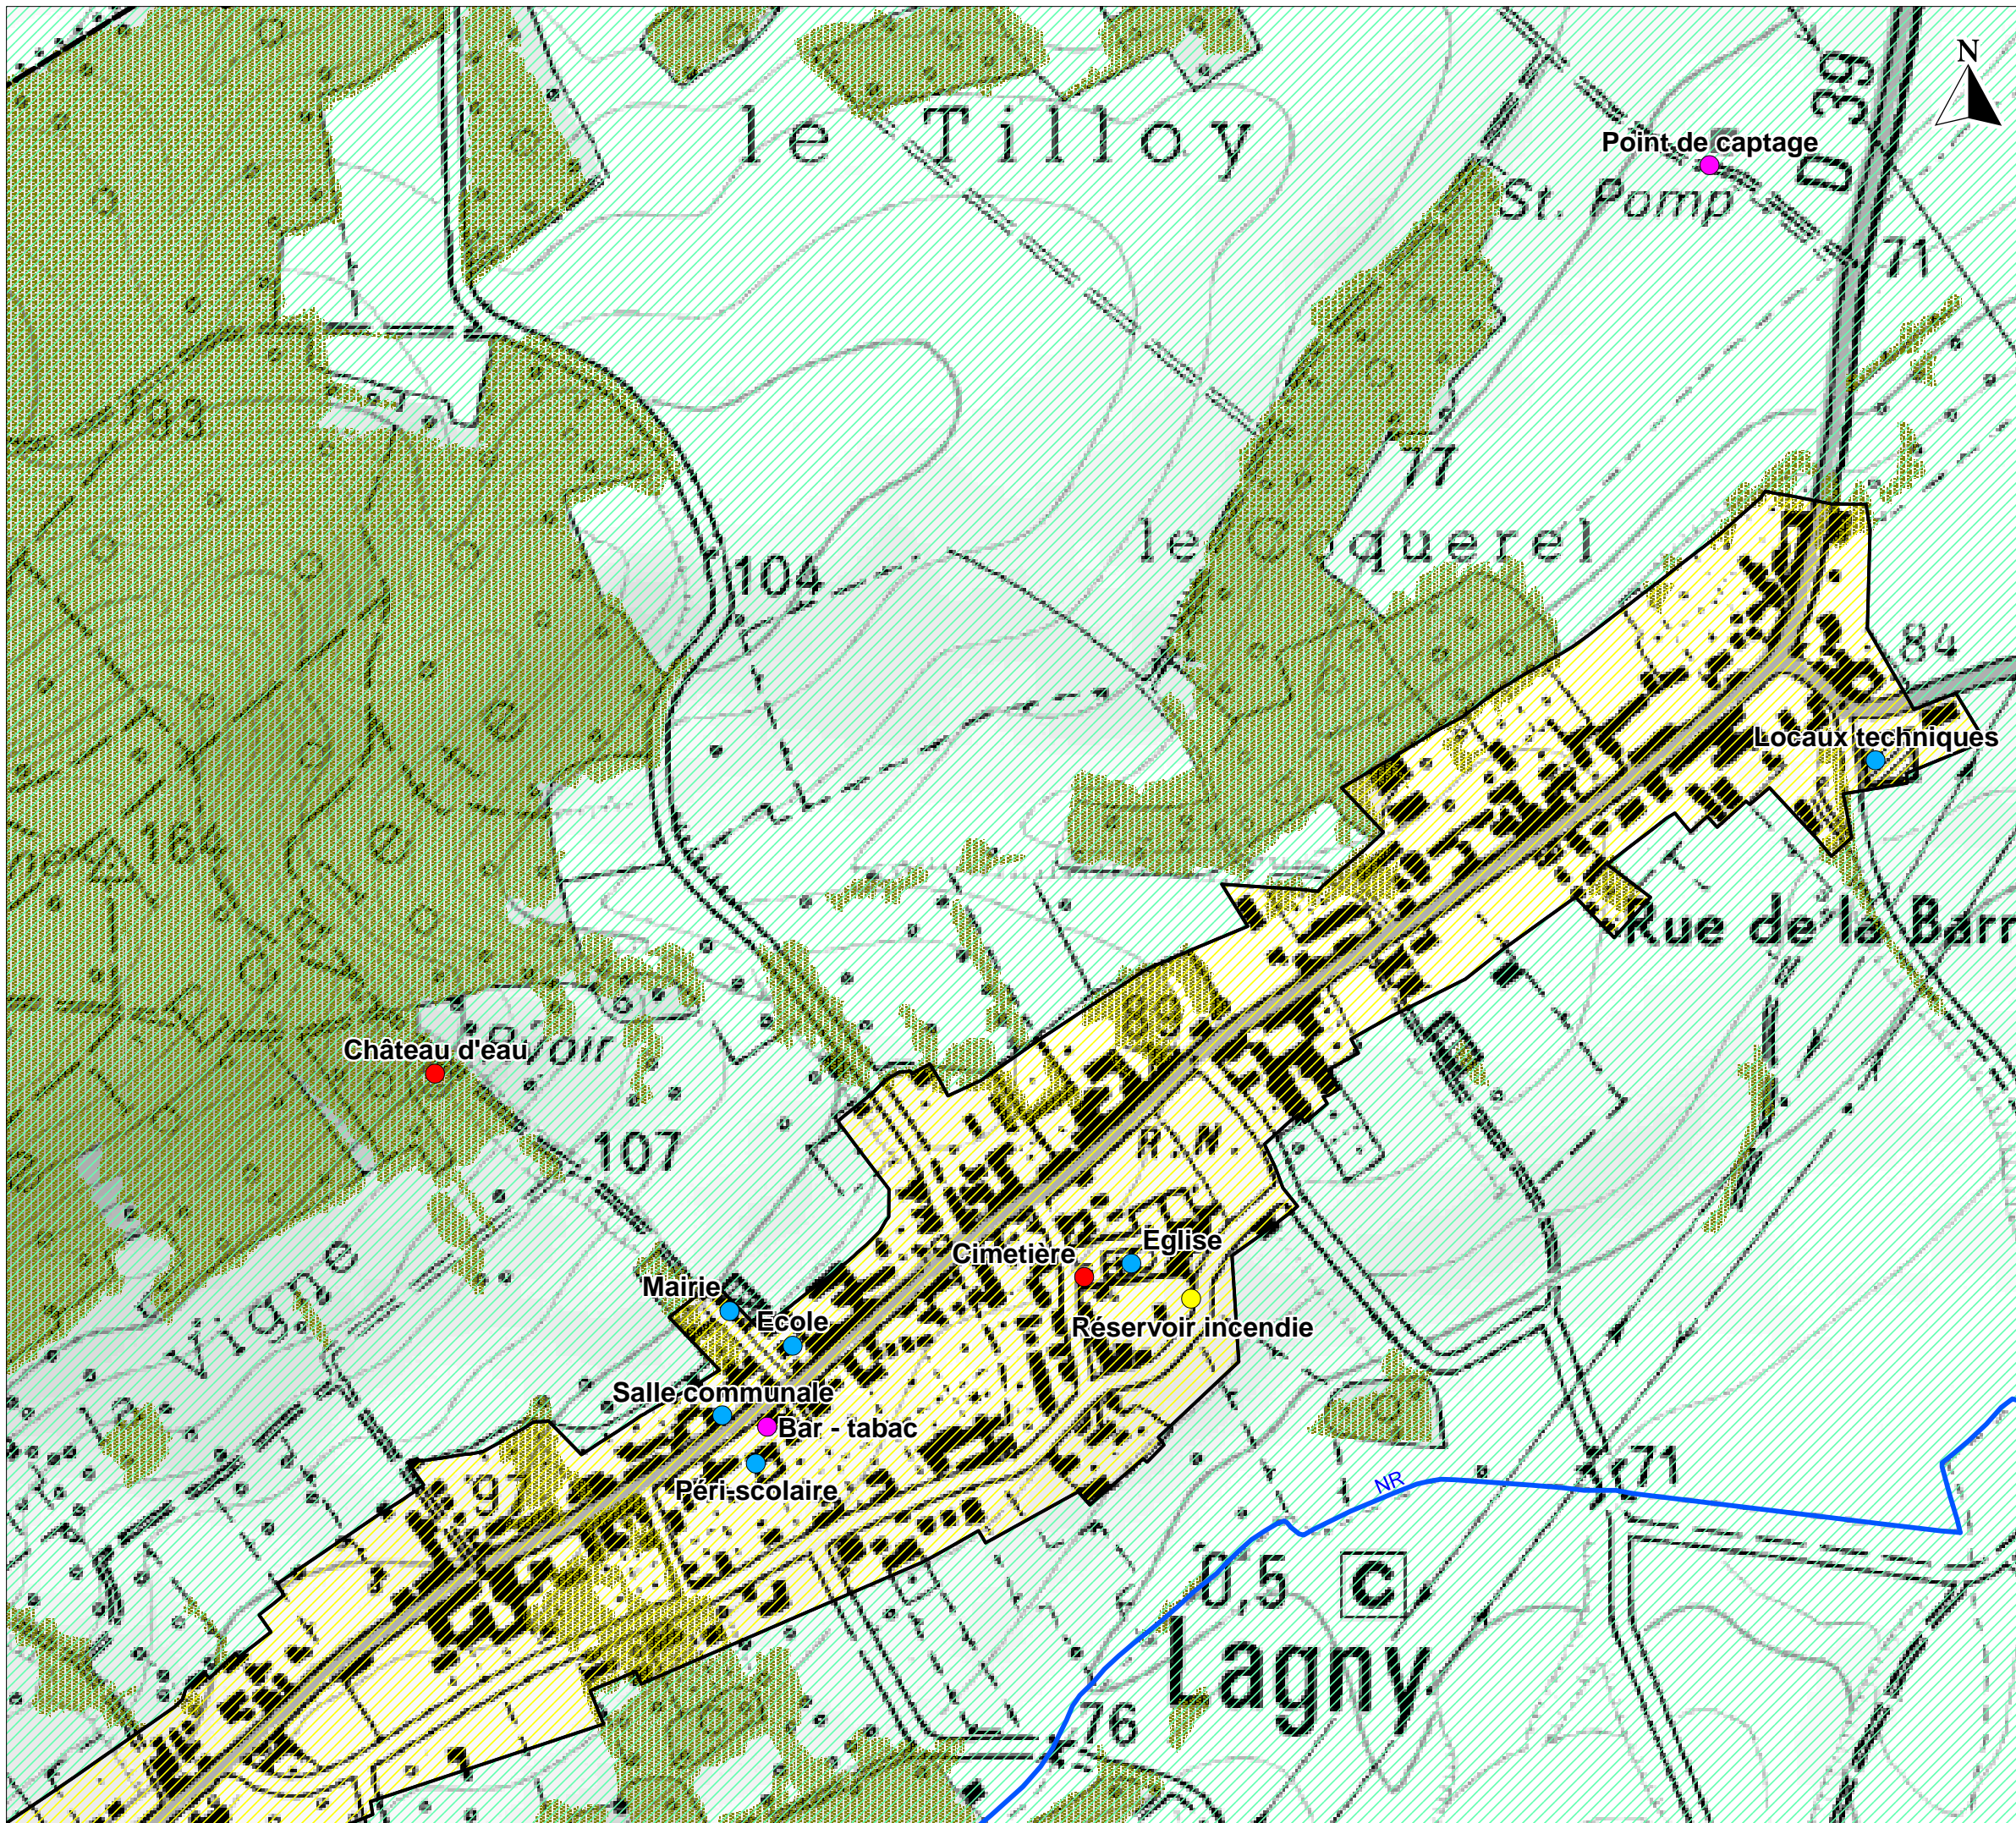 N
le Tilloy
D 39
Point de captage
St. Pomp
71
93
77
le Coquerel
104
84
Locaux techniques
164
Rue de la Barr
Château d'eau
89
107
R.N.
Vigne
Cimetière
Eglise
Mairie
Ecole
Réservoir incendie
Salle communale
Bar - tabac
Péri-scolaire
NR
71
0,5 C
Lagny
76